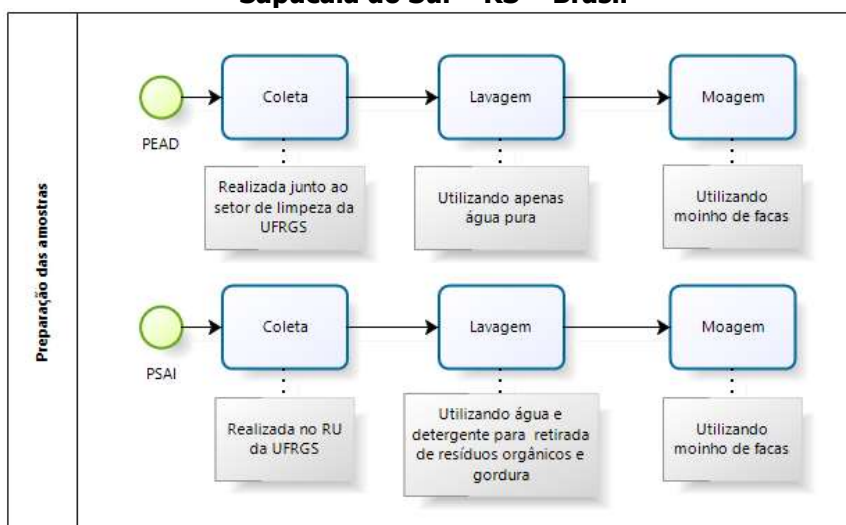 Sapucaia do Sul – RS – Brasil
Preparação das amostras
PEAD
Coleta
Lavagem
Moagem
Realizada junto ao
setor de limpeza da
UFRGS
Utilizando apenas
água pura
Utilizando
moinho de facas
PSAI
Coleta
Lavagem
Moagem
Realizada no RU
da UFRGS
Utilizando água e
detergente para retirada
de resíduos orgânicos e
gordura
Utilizando
moinho de facas